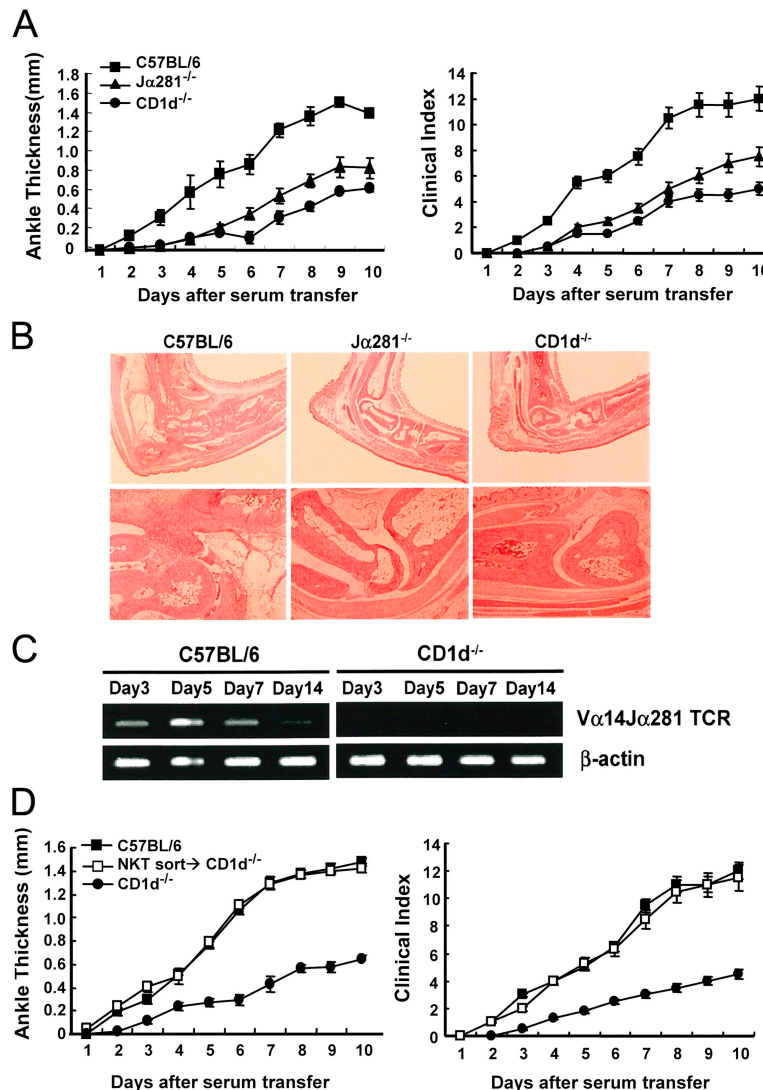 A
C57BL/6
Jα281-/-
CD1d-/-
Ankle Thickness(mm)
1.8
1.6
1.4
1.2
1.0
0.8
0.6
0.4
0.2
0
1 2 3 4 5 6 7 8 9 10
Days after serum transfer
Clinical Index
14
12
10
8
6
4
2
0
1 2 3 4 5 6 7 8 9 10
Days after serum transfer
B
C57BL/6 Jα281-/- CD1d-/-
C
C57BL/6 CD1d-/-
Day3 Day5 Day7 Day14 Day3 Day5 Day7 Day14
Vα14Jα281 TCR
β-actin
D
C57BL/6
NKT sort→ CD1d-/-
CD1d-/-
Ankle Thickness (mm)
1.6
1.4
1.2
1.0
0.8
0.6
0.4
0.2
0
1 2 3 4 5 6 7 8 9 10
Days after serum transfer
Clinical Index
14
12
10
8
6
4
2
0
1 2 3 4 5 6 7 8 9 10
Days after serum transfer